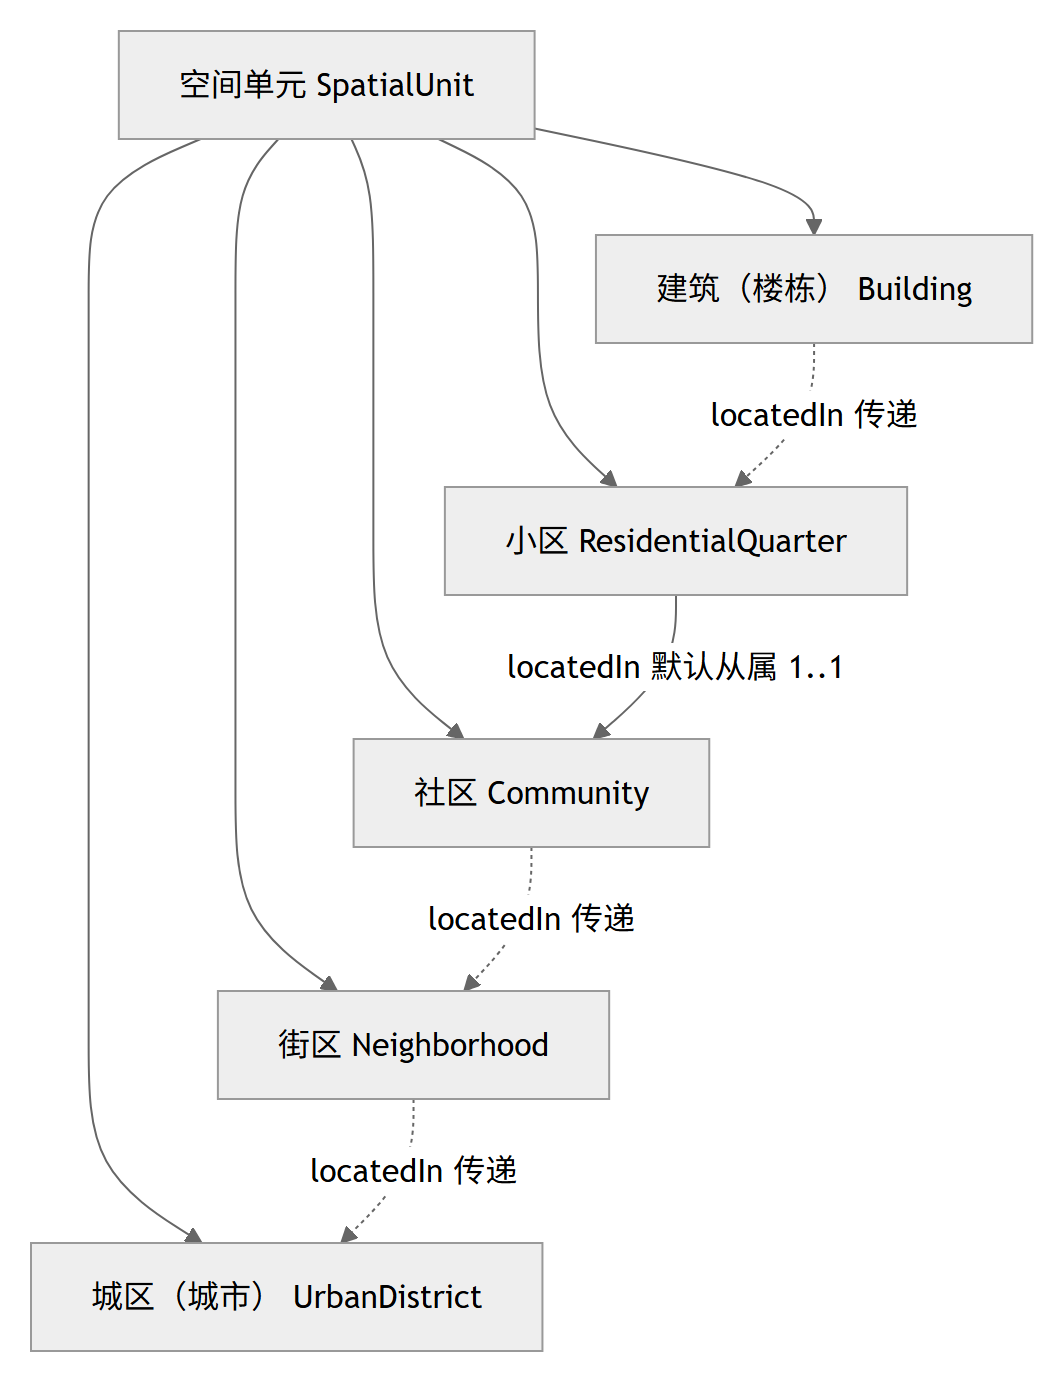 空间单元 SpatialUnit
建筑（楼栋） Building
locatedIn 传递
小区 ResidentialQuarter
locatedIn 默认从属 1..1
社区 Community
locatedIn 传递
街区 Neighborhood
locatedIn 传递
城区（城市） UrbanDistrict